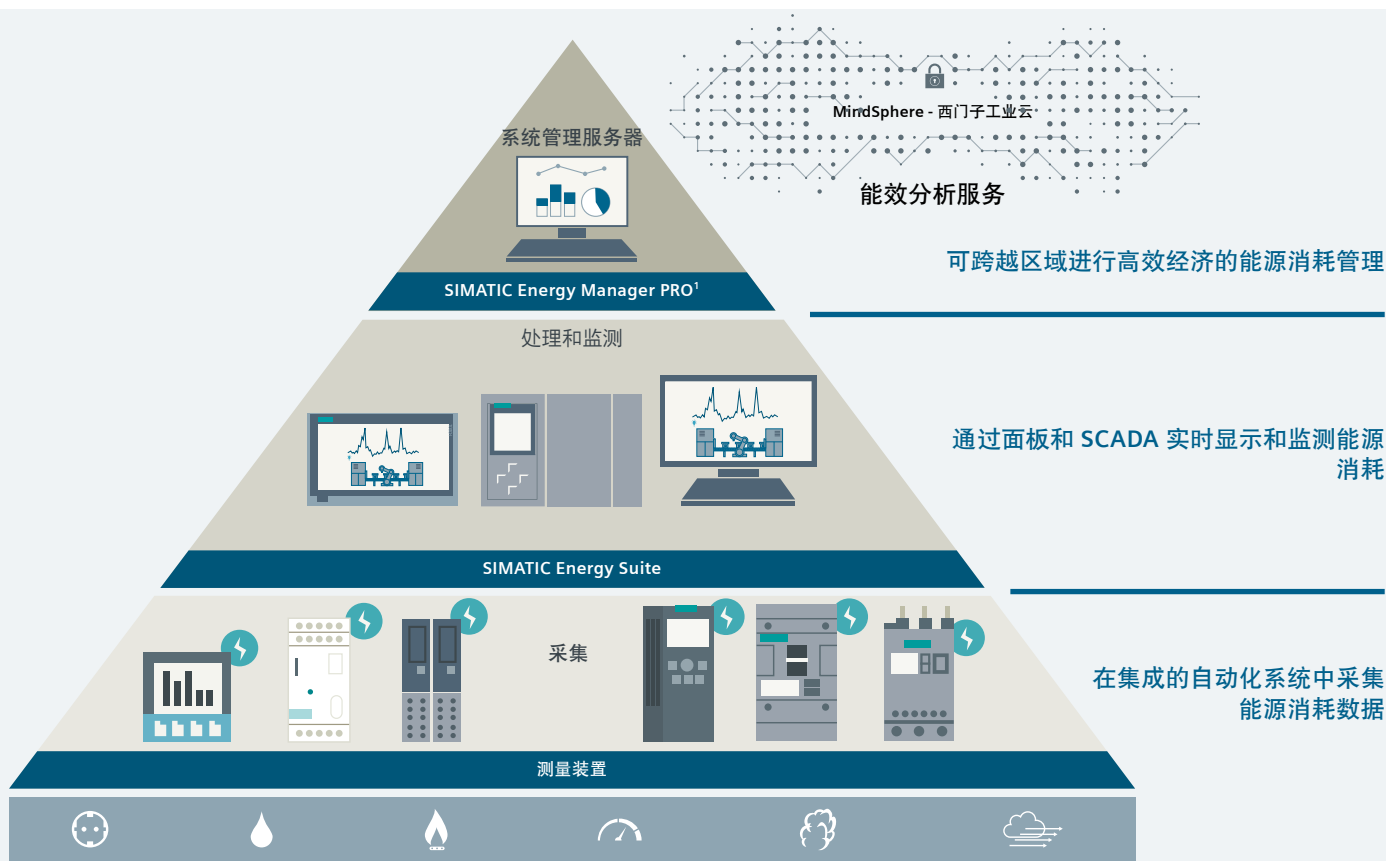 MindSphere - 西门子工业云
系统管理服务器
能效分析服务
可跨越区域进行高效经济的能源消耗管理
SIMATIC Energy Manager PRO¹
处理和监测
通过面板和 SCADA 实时显示和监测能源
消耗
SIMATIC Energy Suite
采集
在集成的自动化系统中采集
能源消耗数据
测量装置